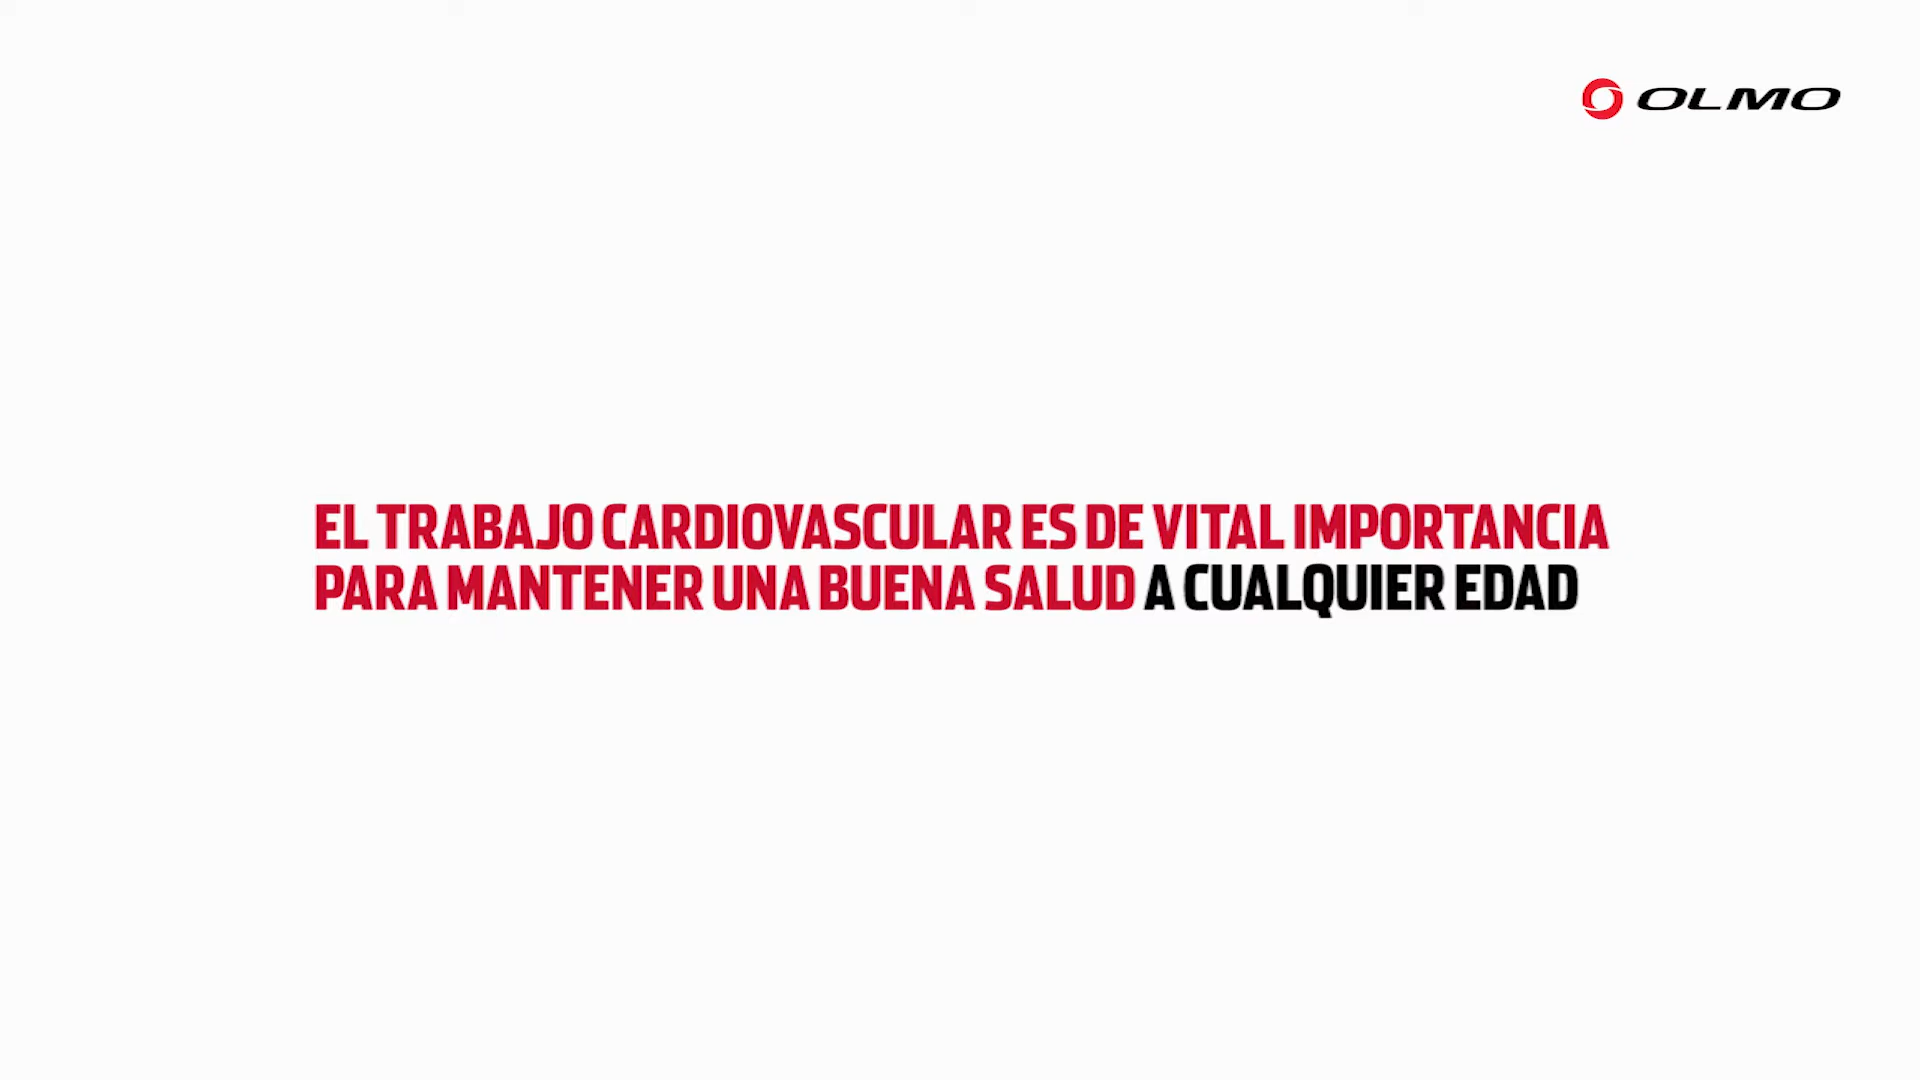 OLMO
EL TRABAJO CARDIOVASCULAR ES DE VITAL IMPORTANCIA
PARA MANTENER UNA BUENA SALUD A CUALQUIER EDAD